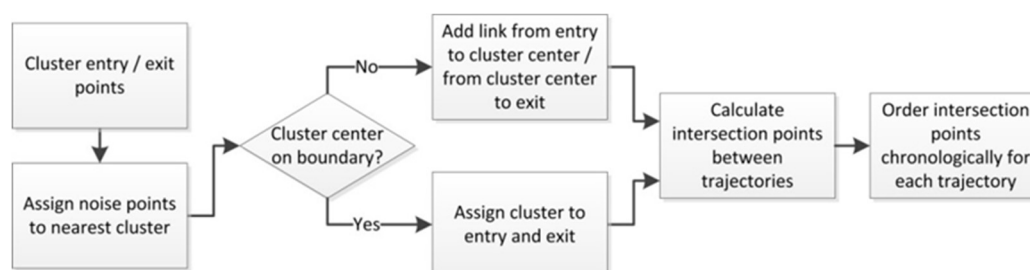 Cluster entry / exit
points
Assign noise points
to nearest cluster
Cluster center
on boundary?
No
Add link from entry
to cluster center /
from cluster center
to exit
Yes
Assign cluster to
entry and exit
Calculate
intersection points
between
trajectories
Order intersection
points
chronologically for
each trajectory